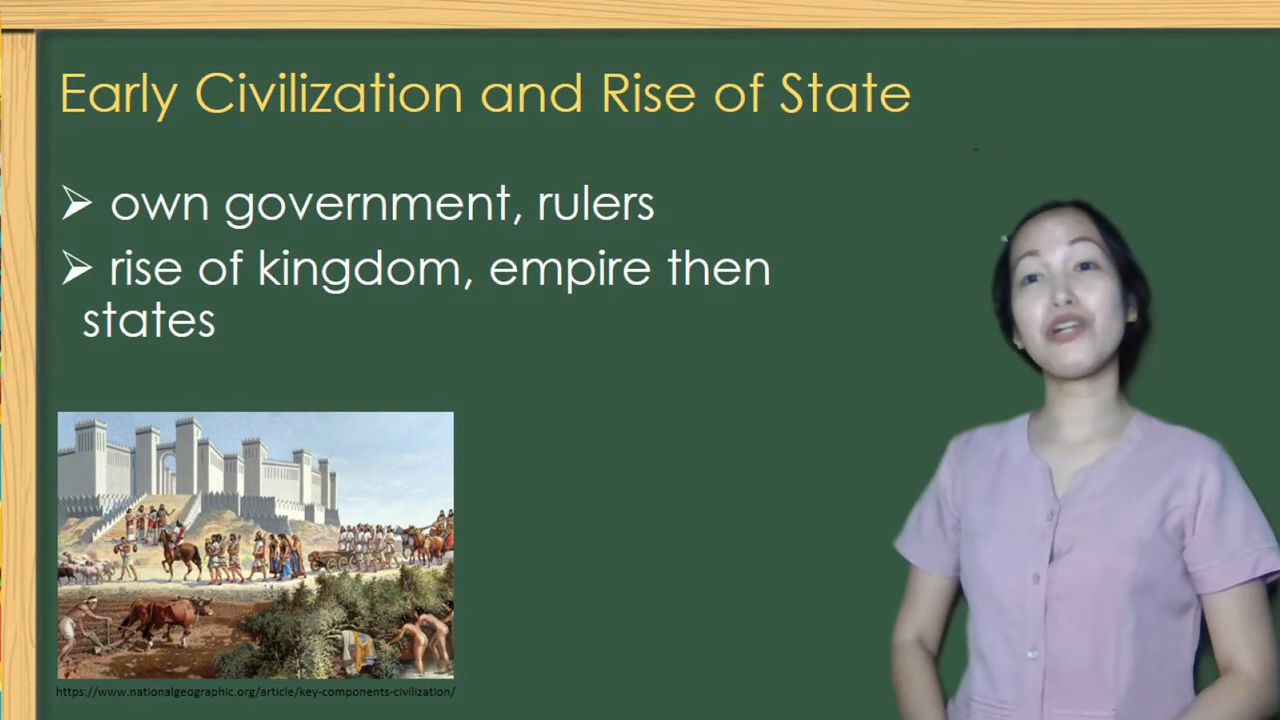 Early Civilization and Rise of State
➢ own government, rulers
➢ rise of kingdom, empire then
states
https://www.nationalgeographic.org/article/key-components-civilization/